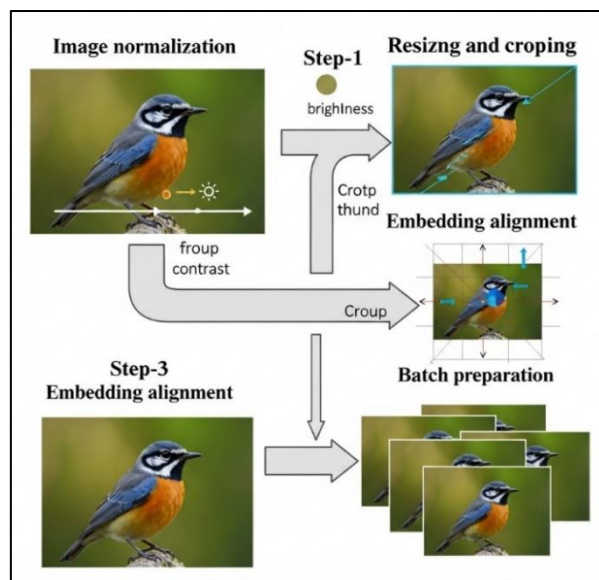 Image normalization
Step-1
brighlness
Resizng and croping
Crotp
thund
Embedding alignment
froup
contrast
Croup
Step-3
Embedding alignment
Batch preparation